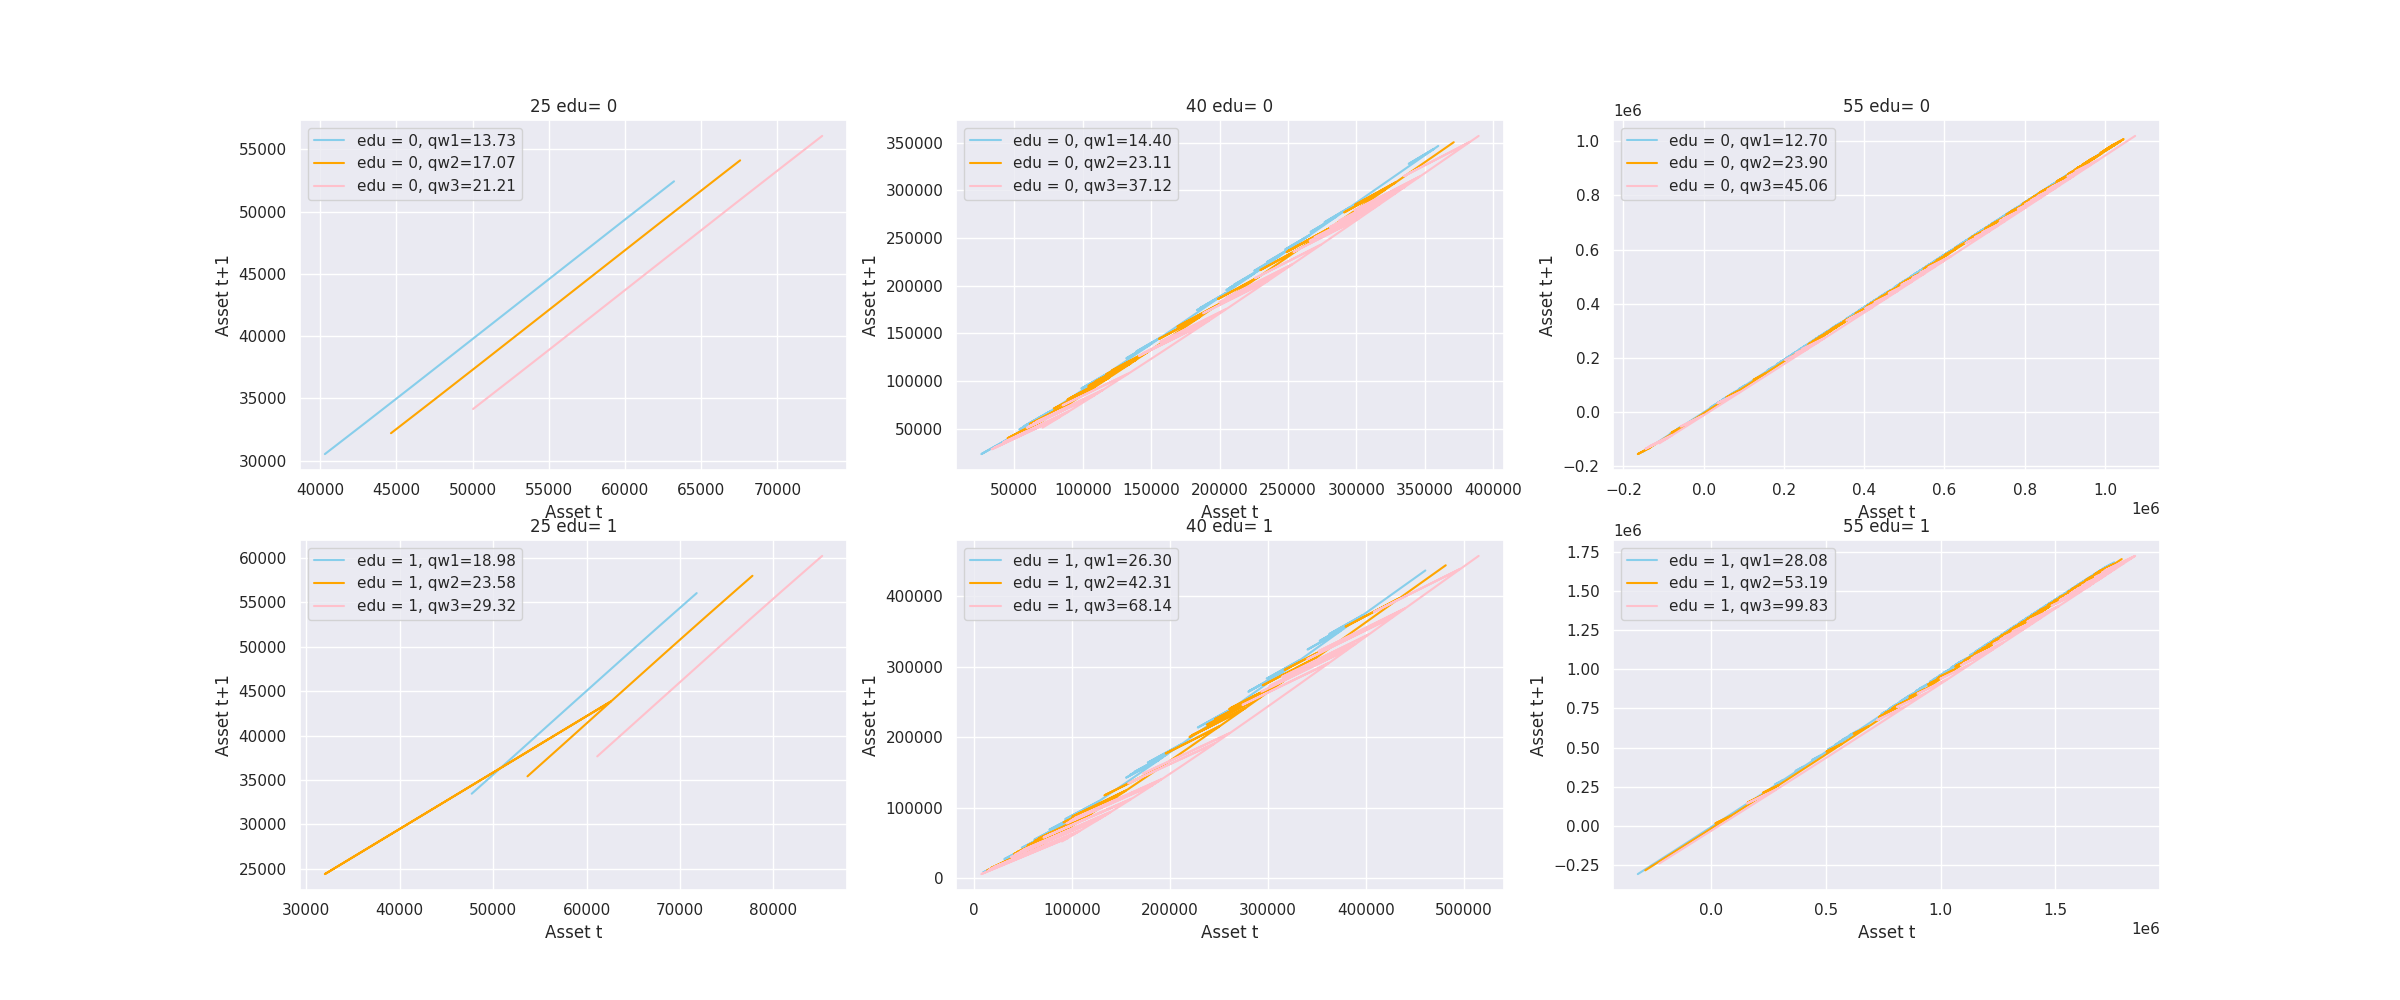 25 edu= 0
edu = 0, qw1=13.73
edu = 0, qw2=17.07
edu = 0, qw3=21.21
Asset t+1
55000
50000
45000
40000
35000
30000
40000 45000 50000 55000 60000 65000 70000
Asset t
40 edu= 0
edu = 0, qw1=14.40
edu = 0, qw2=23.11
edu = 0, qw3=37.12
Asset t+1
350000
300000
250000
200000
150000
100000
50000
50000 100000 150000 200000 250000 300000 350000 400000
Asset t
55 edu= 0
1e6
edu = 0, qw1=12.70
edu = 0, qw2=23.90
edu = 0, qw3=45.06
Asset t+1
1.0
0.8
0.6
0.4
0.2
0.0
−0.2
−0.2 0.0 0.2 0.4 0.6 0.8 1.0
1e6
Asset t
25 edu= 1
edu = 1, qw1=18.98
edu = 1, qw2=23.58
edu = 1, qw3=29.32
Asset t+1
60000
55000
50000
45000
40000
35000
30000
25000
30000 40000 50000 60000 70000 80000
Asset t
40 edu= 1
edu = 1, qw1=26.30
edu = 1, qw2=42.31
edu = 1, qw3=68.14
Asset t+1
400000
300000
200000
100000
0
0 100000 200000 300000 400000 500000
Asset t
55 edu= 1
1e6
edu = 1, qw1=28.08
edu = 1, qw2=53.19
edu = 1, qw3=99.83
Asset t+1
1.75
1.50
1.25
1.00
0.75
0.50
0.25
0.00
−0.25
0.0 0.5 1.0 1.5
1e6
Asset t